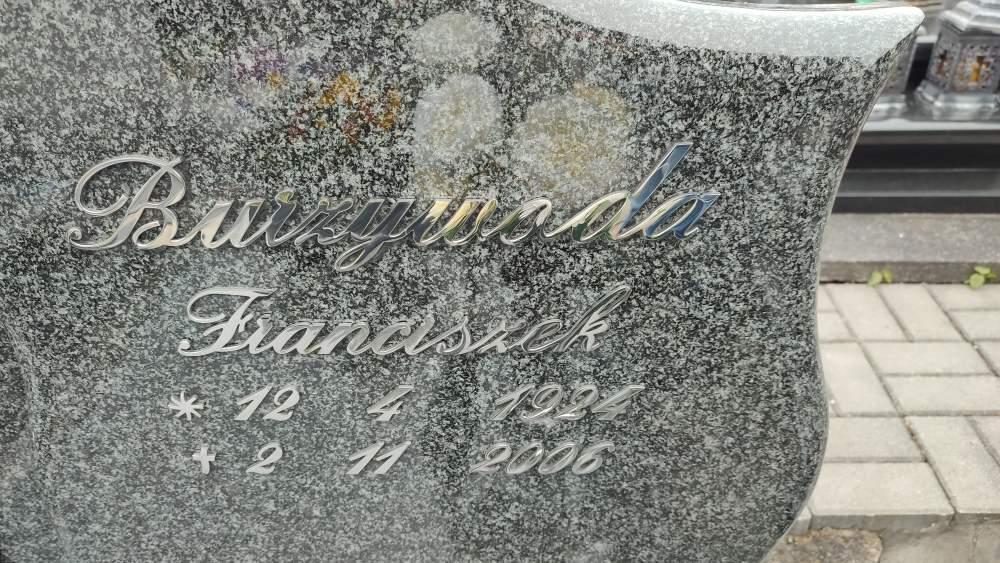 Burzywoda
Franciszek
* 12 4 1924
+ 2 11 2006